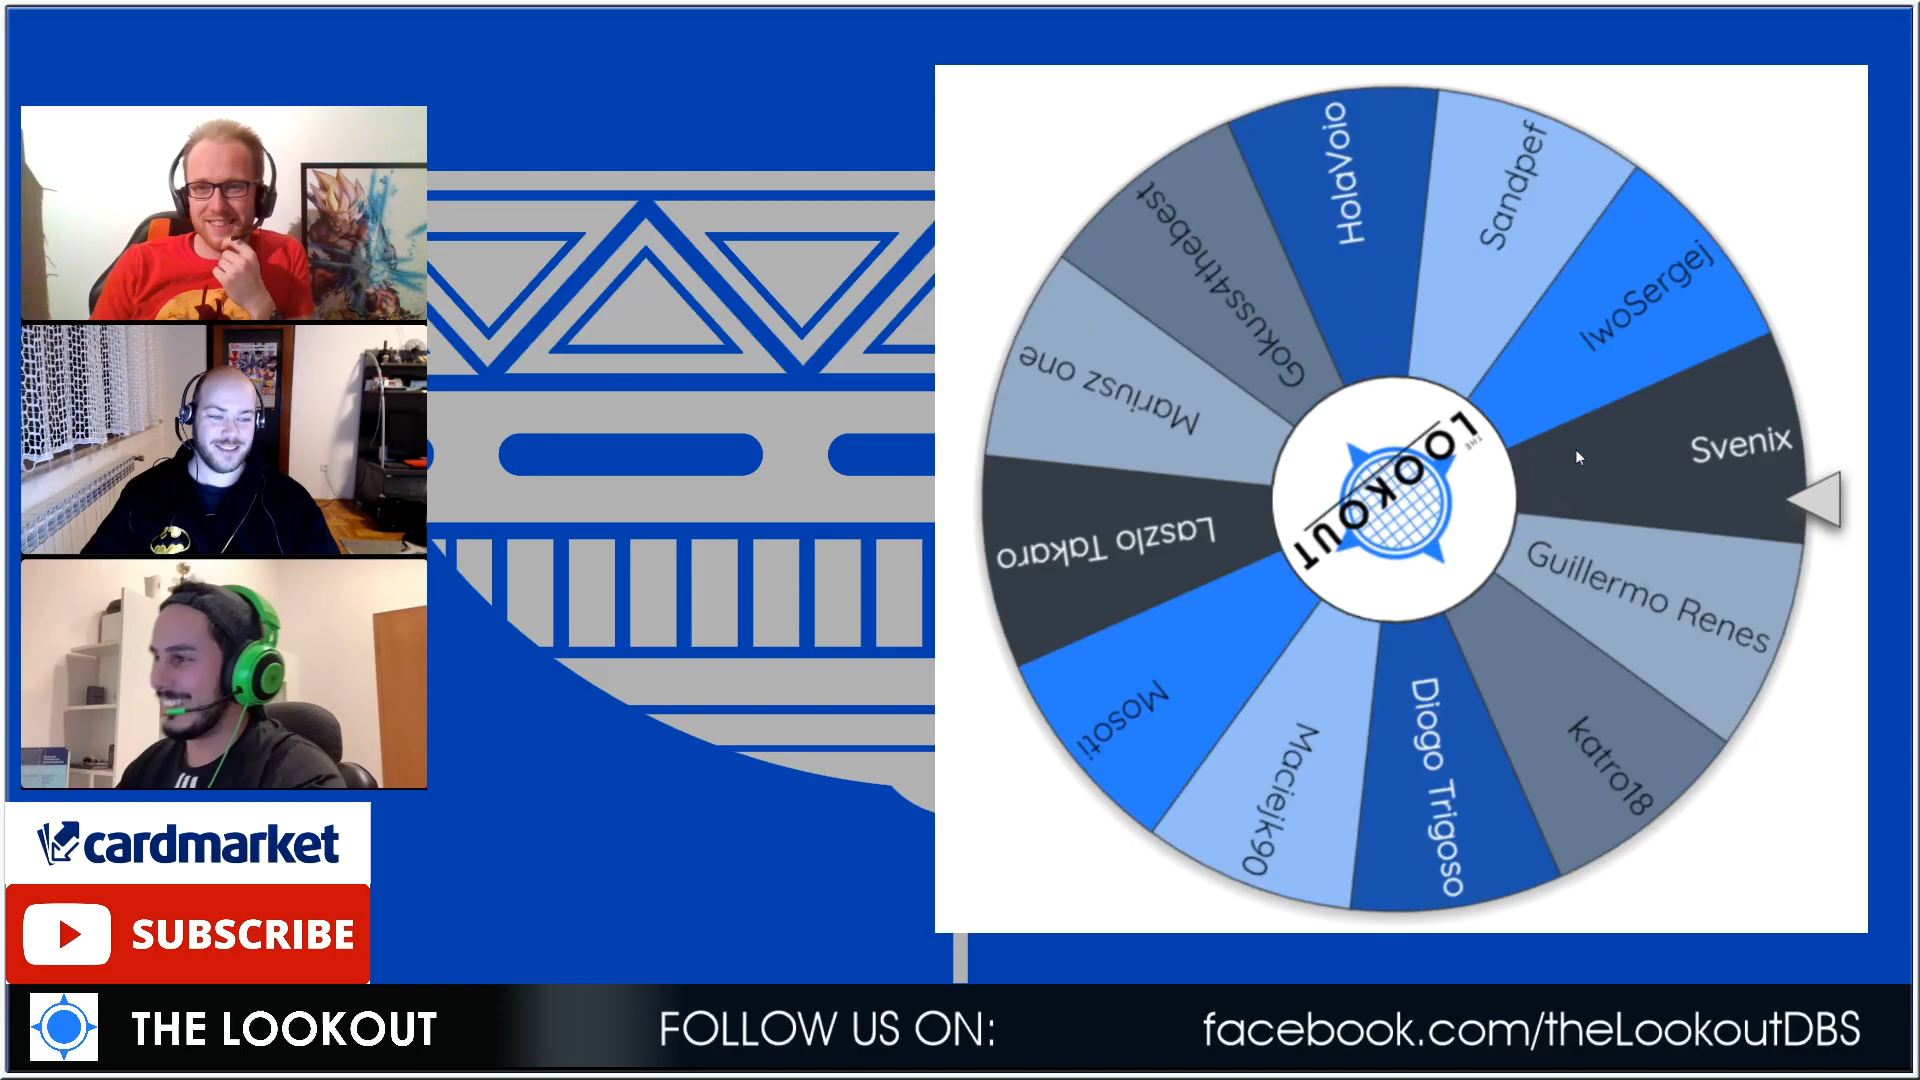 HolaVoio
Sandpef
IwoSergej
Svenix
Guillermo Renes
katro18
Diogo Trigoso
Maciejk90
Mosoti
Laszlo Takaro
Mariusz one
Gokuss4thebest
THE
LOOKOUT
cardmarket
SUBSCRIBE
THE LOOKOUT
FOLLOW US ON:
facebook.com/theLookoutDBS